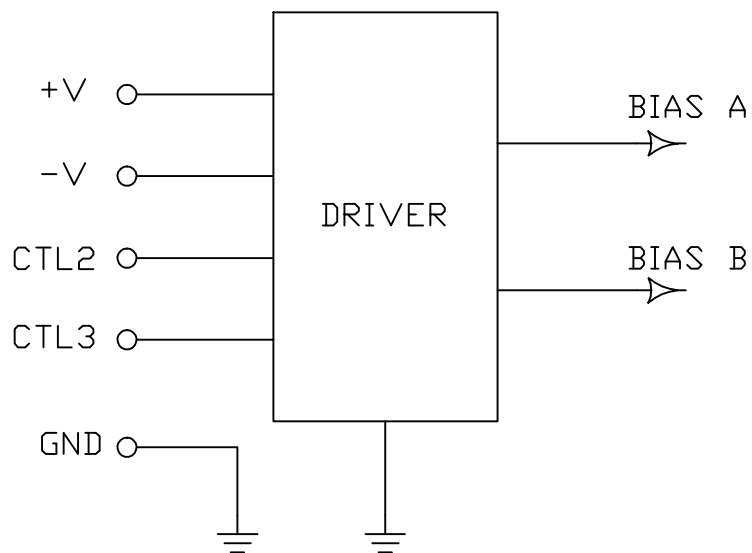 +V
-V
CTL2
CTL3
GND
DRIVER
BIAS A
BIAS B